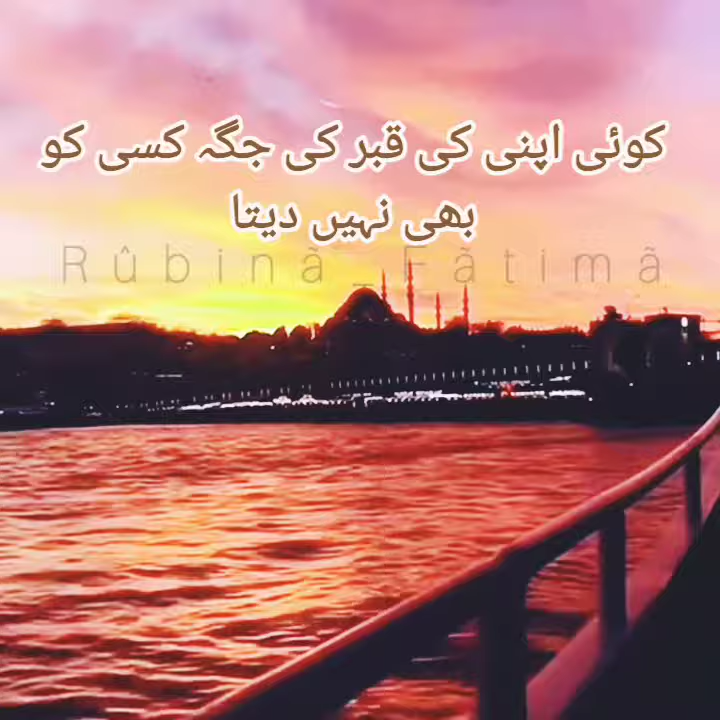 کوئی اپنی کی قبر کی جگہ کسی کو
بھی نہیں دیتا
Rûbinã_Fãtimã